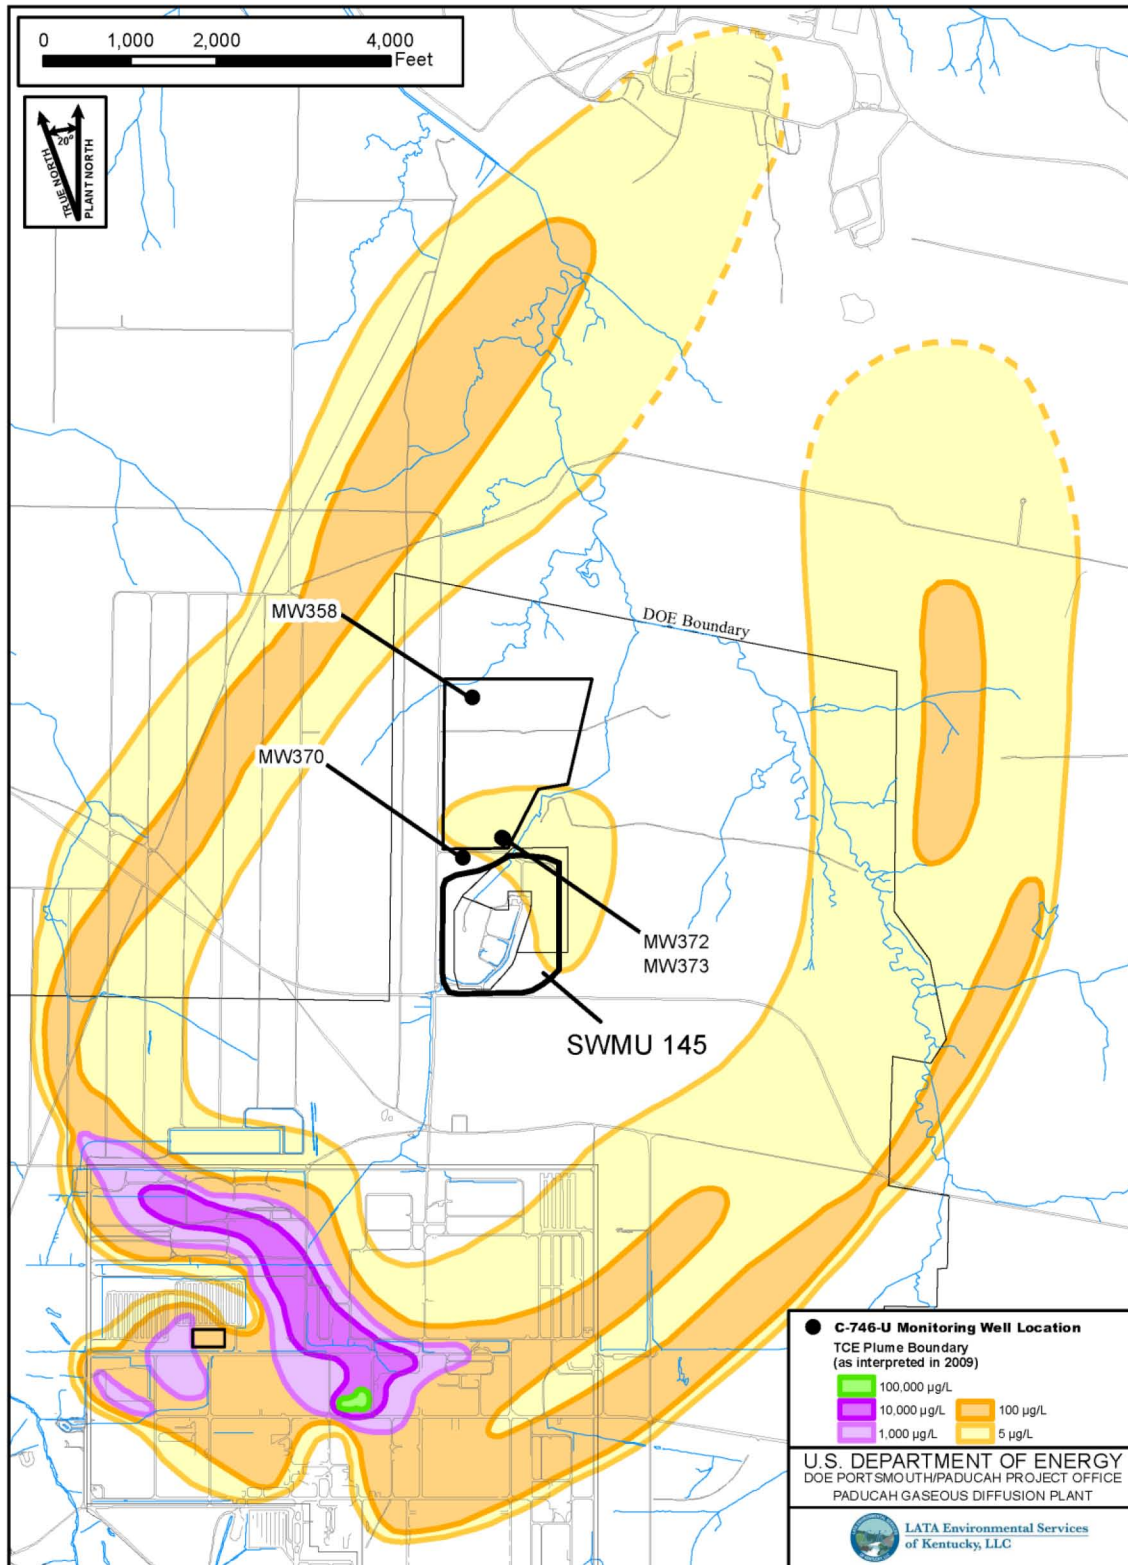 0 1,000 2,000 4,000
Feet
20°
TRUE NORTH
PLANT NORTH
MW358
DOE Boundary
MW370
MW372
MW373
SWMU 145
C-746-U Monitoring Well Location
TCE Plume Boundary
(as interpreted in 2009)
100,000 µg/L
10,000 µg/L 100 µg/L
1,000 µg/L 5 µg/L
U.S. DEPARTMENT OF ENERGY
DOE PORTSMOUTH/PADUCAH PROJECT OFFICE
PADUCAH GASEOUS DIFFUSION PLANT
LATA Environmental Services
of Kentucky, LLC